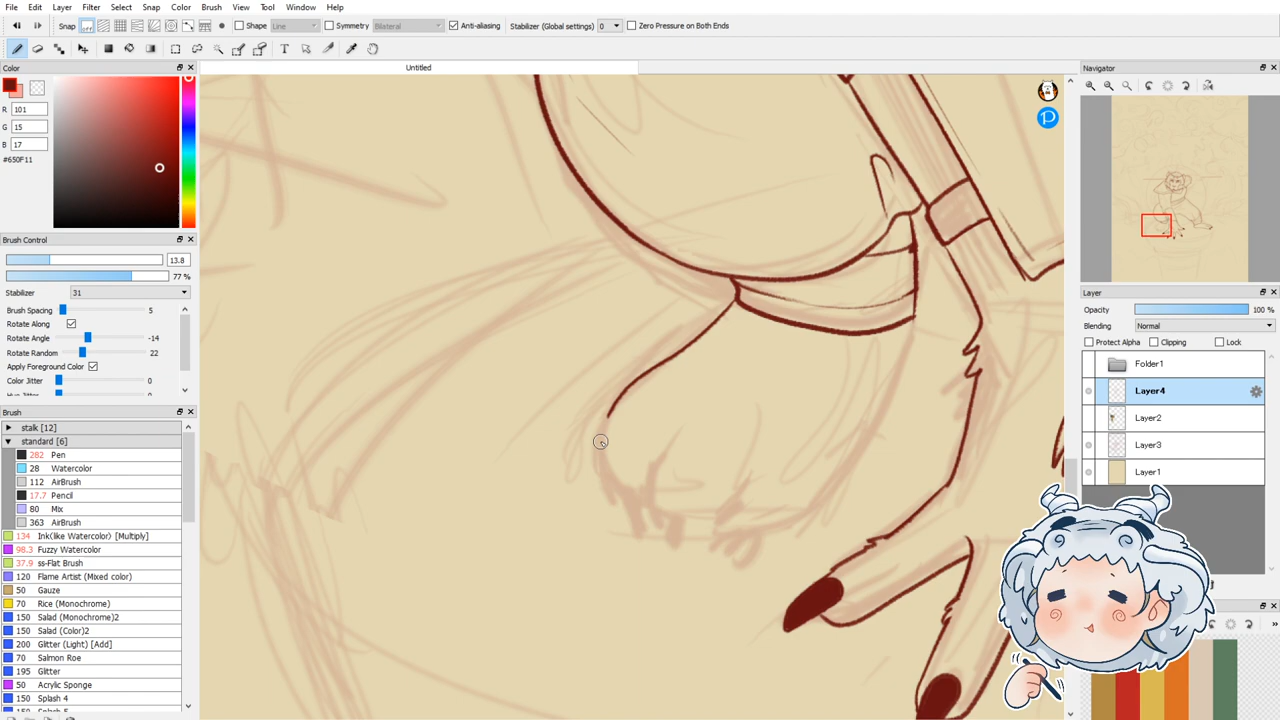 File Edit Layer Filter Select Snap Color Brush View Tool Window Help
Snap off Shape Line Symmetry Bilateral Anti-aliasing Stabilizer (Global settings) 0 Zero Pressure on Both Ends
Untitled
Color
R 101
G 15
B 17
#650F11
Brush Control
13.8
77 %
Stabilizer 31
Brush Spacing 5
Rotate Along
Rotate Angle -14
Rotate Random 22
Apply Foreground Color
Color Jitter 0
Brush
stalk [12]
standard [6]
282 Pen
28 Watercolor
112 AirBrush
17.7 Pencil
80 Mix
363 AirBrush
134 Ink(like Watercolor) [Multiply]
98.3 Fuzzy Watercolor
37.9 ss-Flat Brush
120 Flame Artist (Mixed color)
50 Gauze
70 Rice (Monochrome)
150 Salad (Monochrome)2
150 Salad (Color)2
200 Glitter (Light) [Add]
70 Salmon Roe
195 Glitter
50 Acrylic Sponge
150 Splash 4
P
Navigator
Layer
Opacity 100 %
Blending Normal
Protect Alpha Clipping Lock
Folder1
Layer4
Layer2
Layer3
Layer1